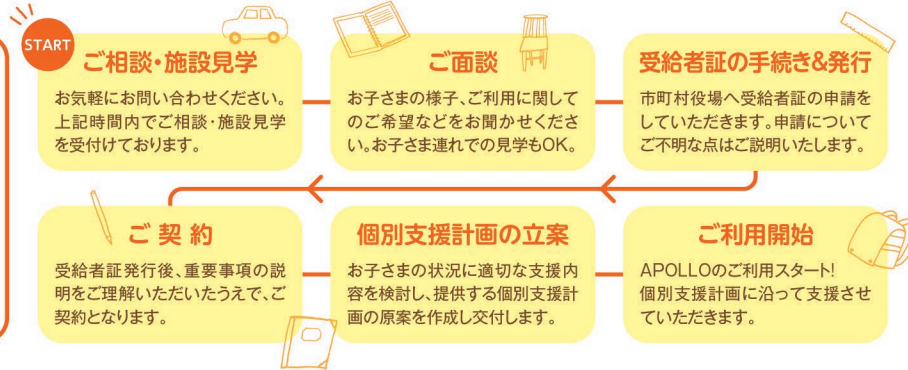 START
ご相談・施設見学
お気軽にお問い合わせください。
上記時間内でご相談・施設見学
を受付けております。
ご面談
お子さまの様子、ご利用に関して
のご希望などをお聞かせくださ
い。お子さま連れでの見学もOK。
受給者証の手続き&発行
市町村役場へ受給者証の申請を
していただきます。申請について
ご不明な点はご説明いたします。
ご契約
受給者証発行後、重要事項の説
明をご理解いただいたうえで、ご
契約となります。
個別支援計画の立案
お子さまの状況に適切な支援内
容を検討し、提供する個別支援計
画の原案を作成し交付します。
ご利用開始
APOLLOのご利用スタート!
個別支援計画に沿って支援させ
ていただきます。